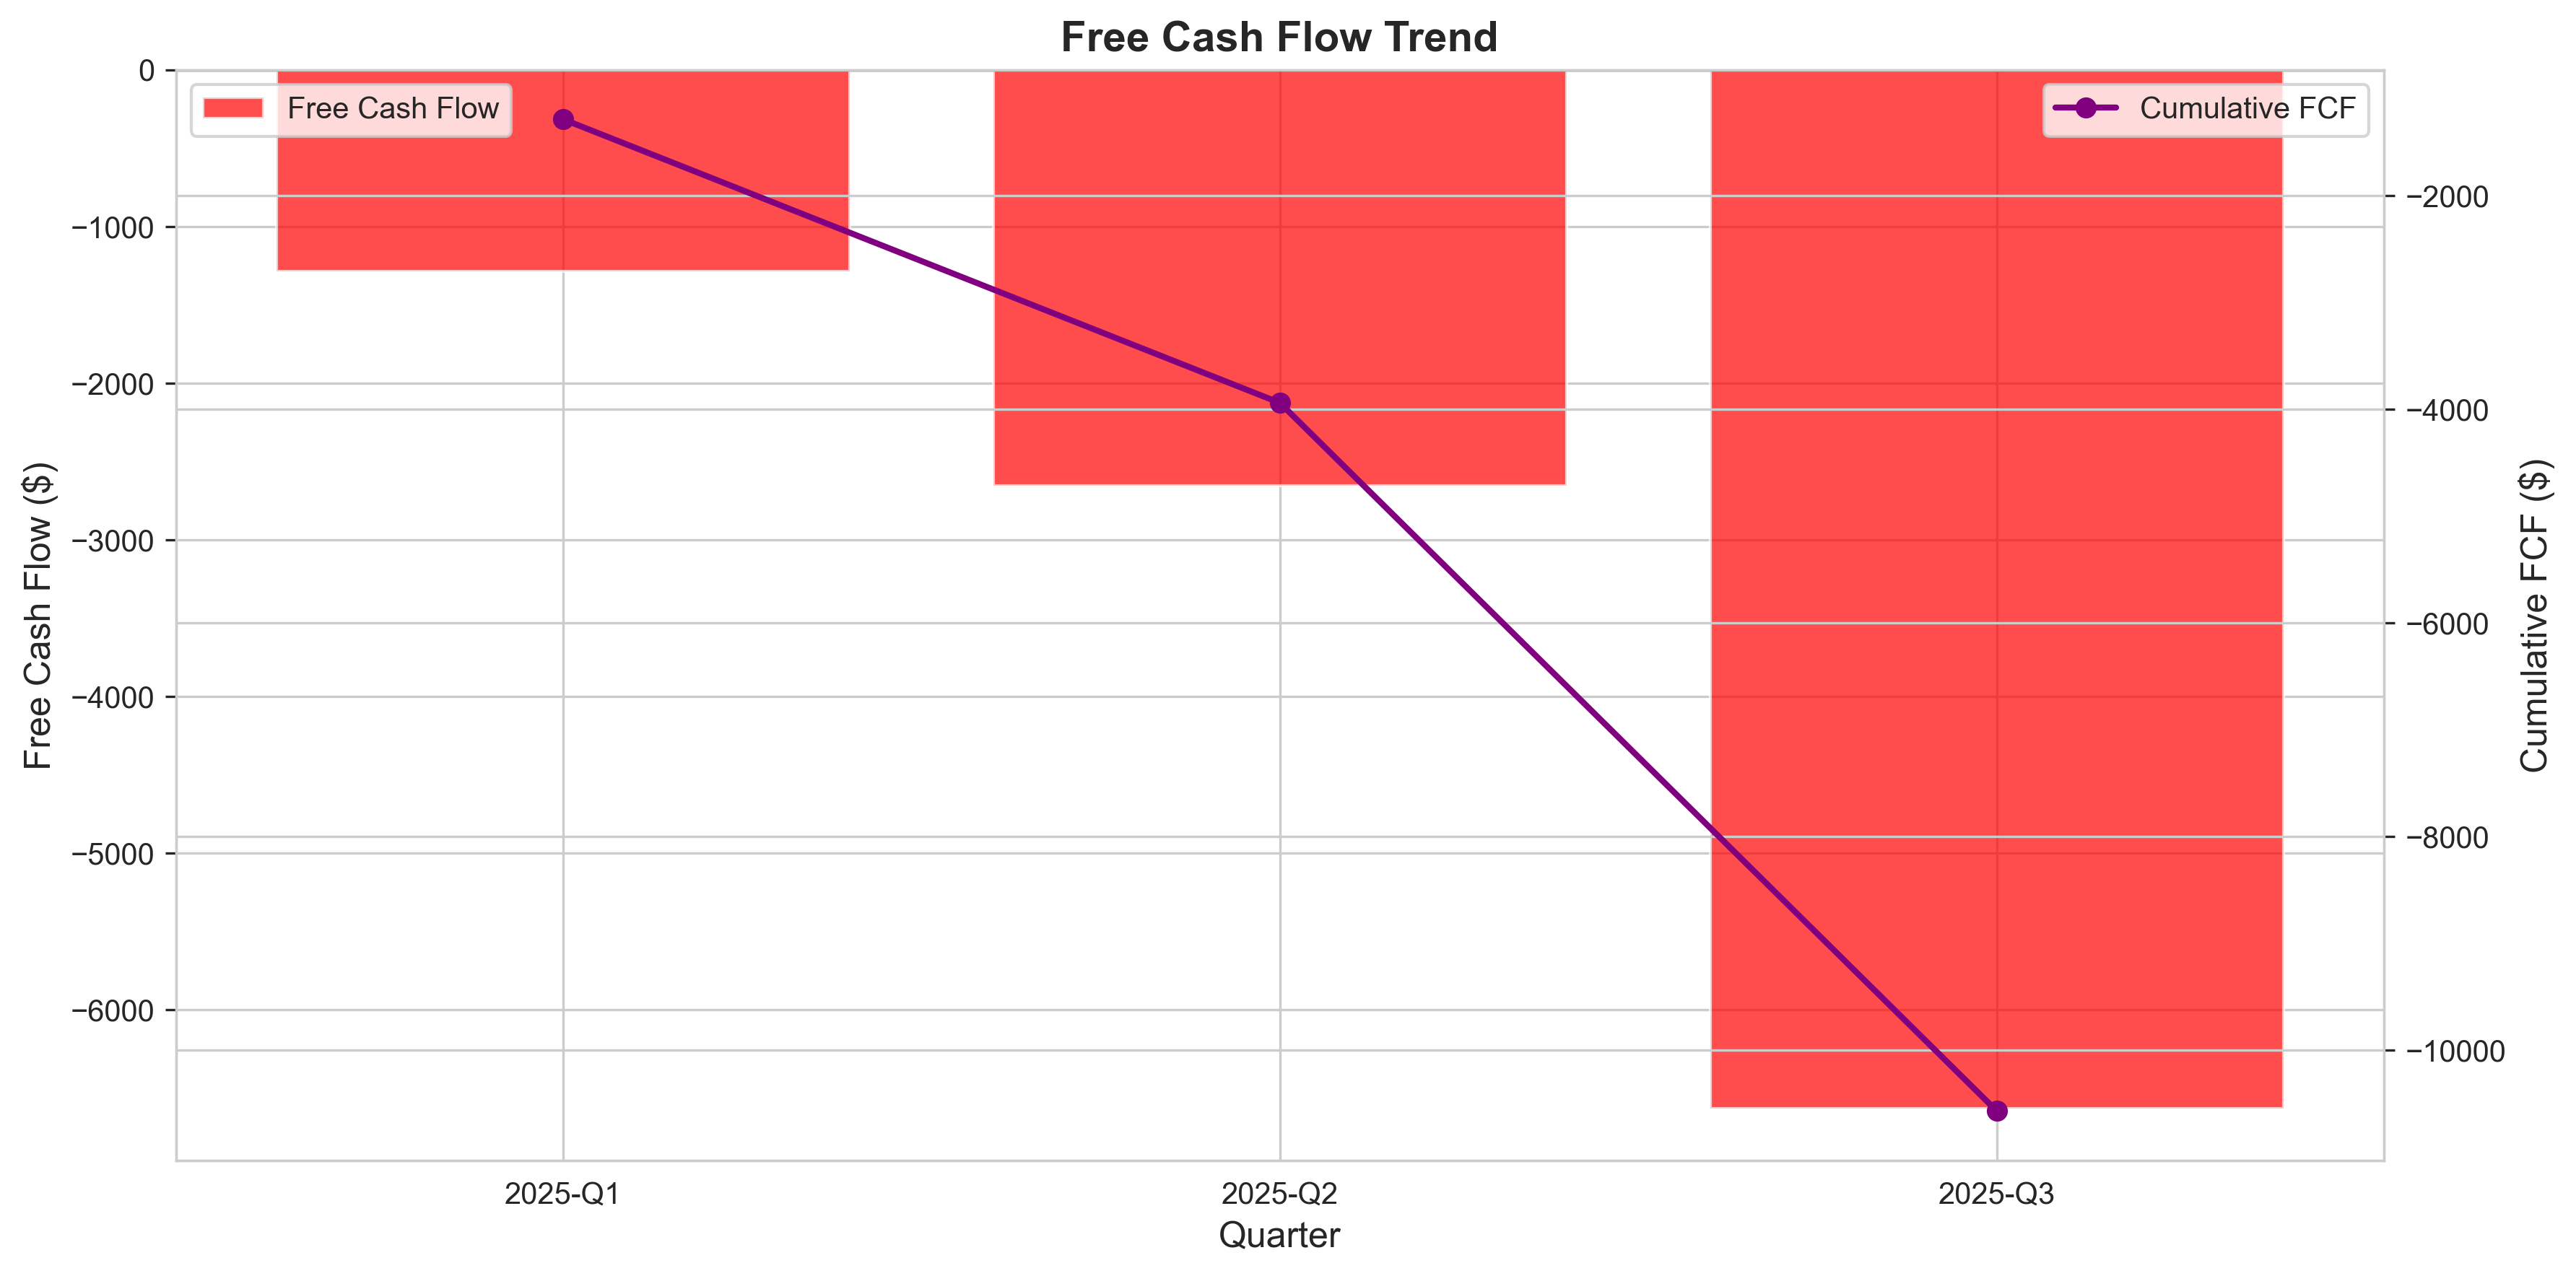 Free Cash Flow Trend
Free Cash Flow
Cumulative FCF
0
−1000
−2000
−3000
−4000
−5000
−6000
Free Cash Flow ($)
−2000
−4000
−6000
−8000
−10000
Cumulative FCF ($)
2025-Q1
2025-Q2
2025-Q3
Quarter